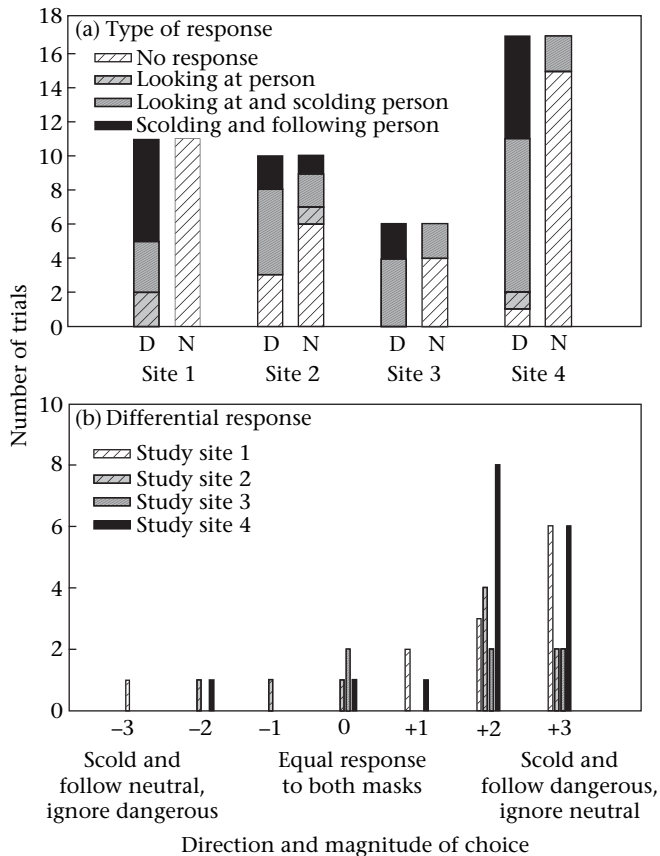 18
(a) Type of response
16
No response
14
Looking at person
12
Looking at and scolding person
Scolding and following person
10
8
6
4
2
0
D N D N D N D N
Site 1 Site 2 Site 3 Site 4
Number of trials
10
(b) Differential response
8
Study site 1
Study site 2
Study site 3
Study site 4
6
4
2
0
−3 −2 −1 0 +1 +2 +3
Scold and
follow neutral,
ignore dangerous
Equal response
to both masks
Scold and
follow dangerous,
ignore neutral
Direction and magnitude of choice